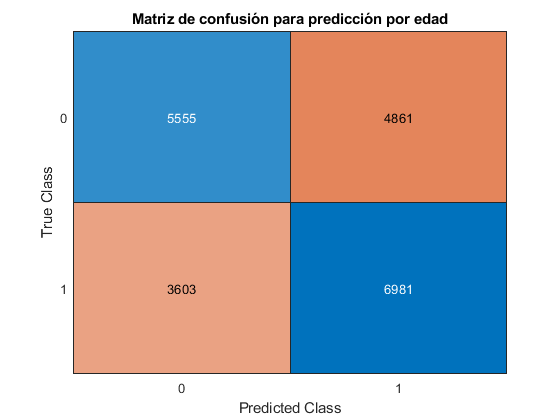 Matriz de confusión para predicción por edad
True Class
0
5555
4861
1
3603
6981
0
1
Predicted Class